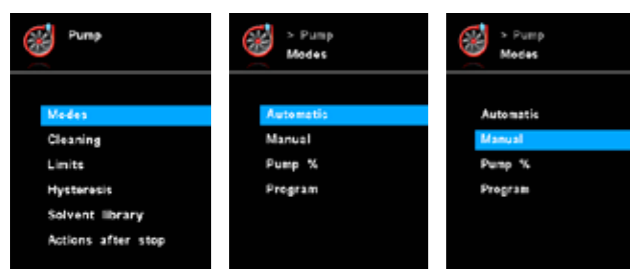 Pump
Modes
Cleaning
Limits
Hysteresis
Solvent library
Actions after stop
> Pump
Modes
Automatic
Manual
Pump %
Program
> Pump
Modes
Automatic
Manual
Pump %
Program